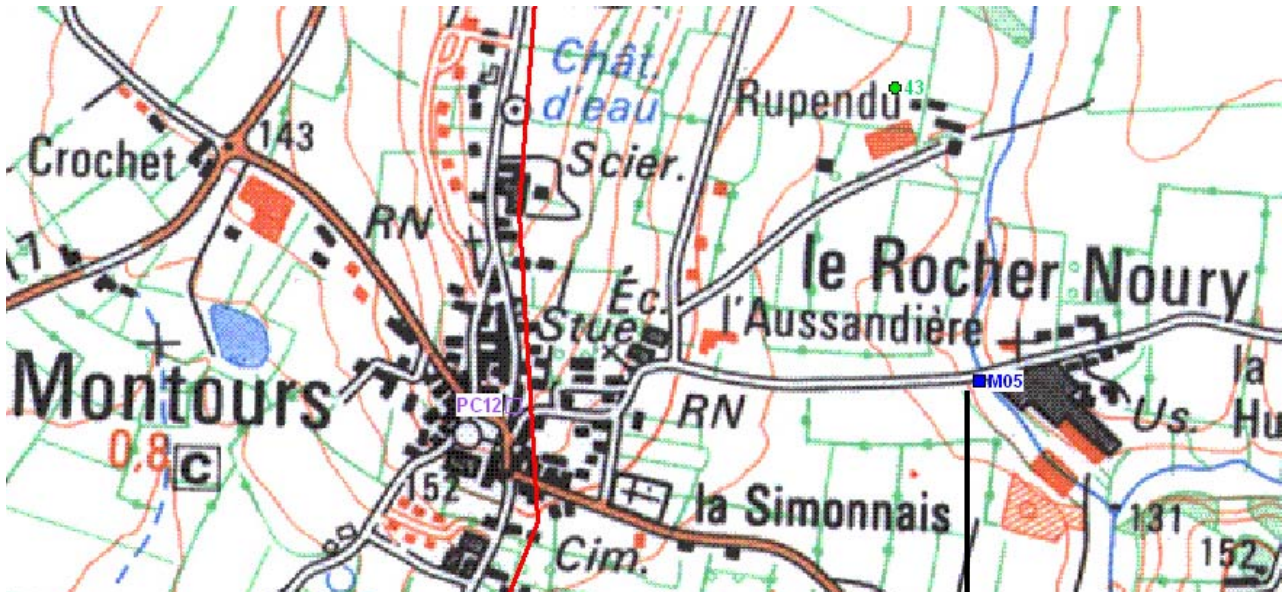 Chât.
d'eau
43
Rupendu
143
Crochet
Scier.
RN
17
le Rocher Noury
Éc.
l'Aussandière
Stue
M05
la
Montours
PC12
RN
Us.
Hu
0.8
C
152
la Simonnais
131
Cim.
152